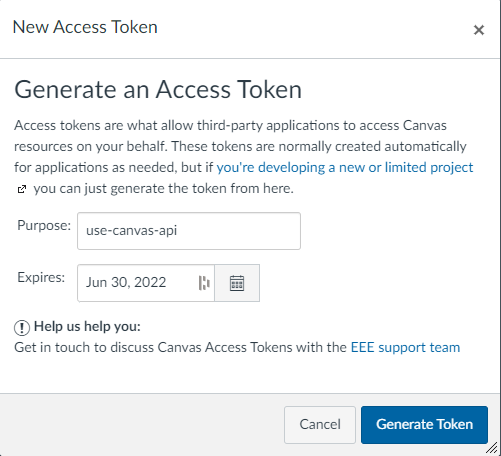 New Access Token
×
Generate an Access Token
Access tokens are what allow third-party applications to access Canvas
resources on your behalf. These tokens are normally created automatically
for applications as needed, but if you're developing a new or limited project
you can just generate the token from here.
Purpose: use-canvas-api
Expires: Jun 30, 2022
Help us help you:
Get in touch to discuss Canvas Access Tokens with the EEE support team
Cancel Generate Token